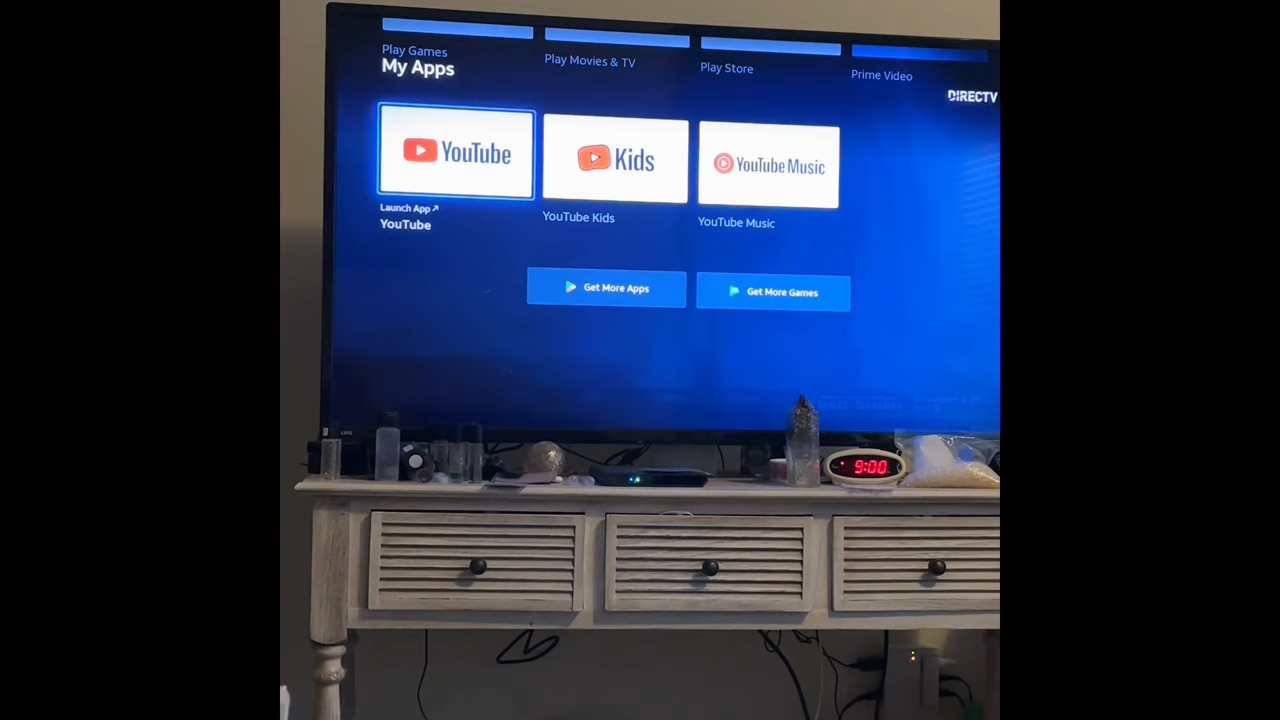 Play Games
Play Movies & TV
Play Store
Prime Video
My Apps
DIRECTV
YouTube
Kids
YouTube Music
Launch App
YouTube
YouTube Kids
YouTube Music
Get More Apps
Get More Games
9:00